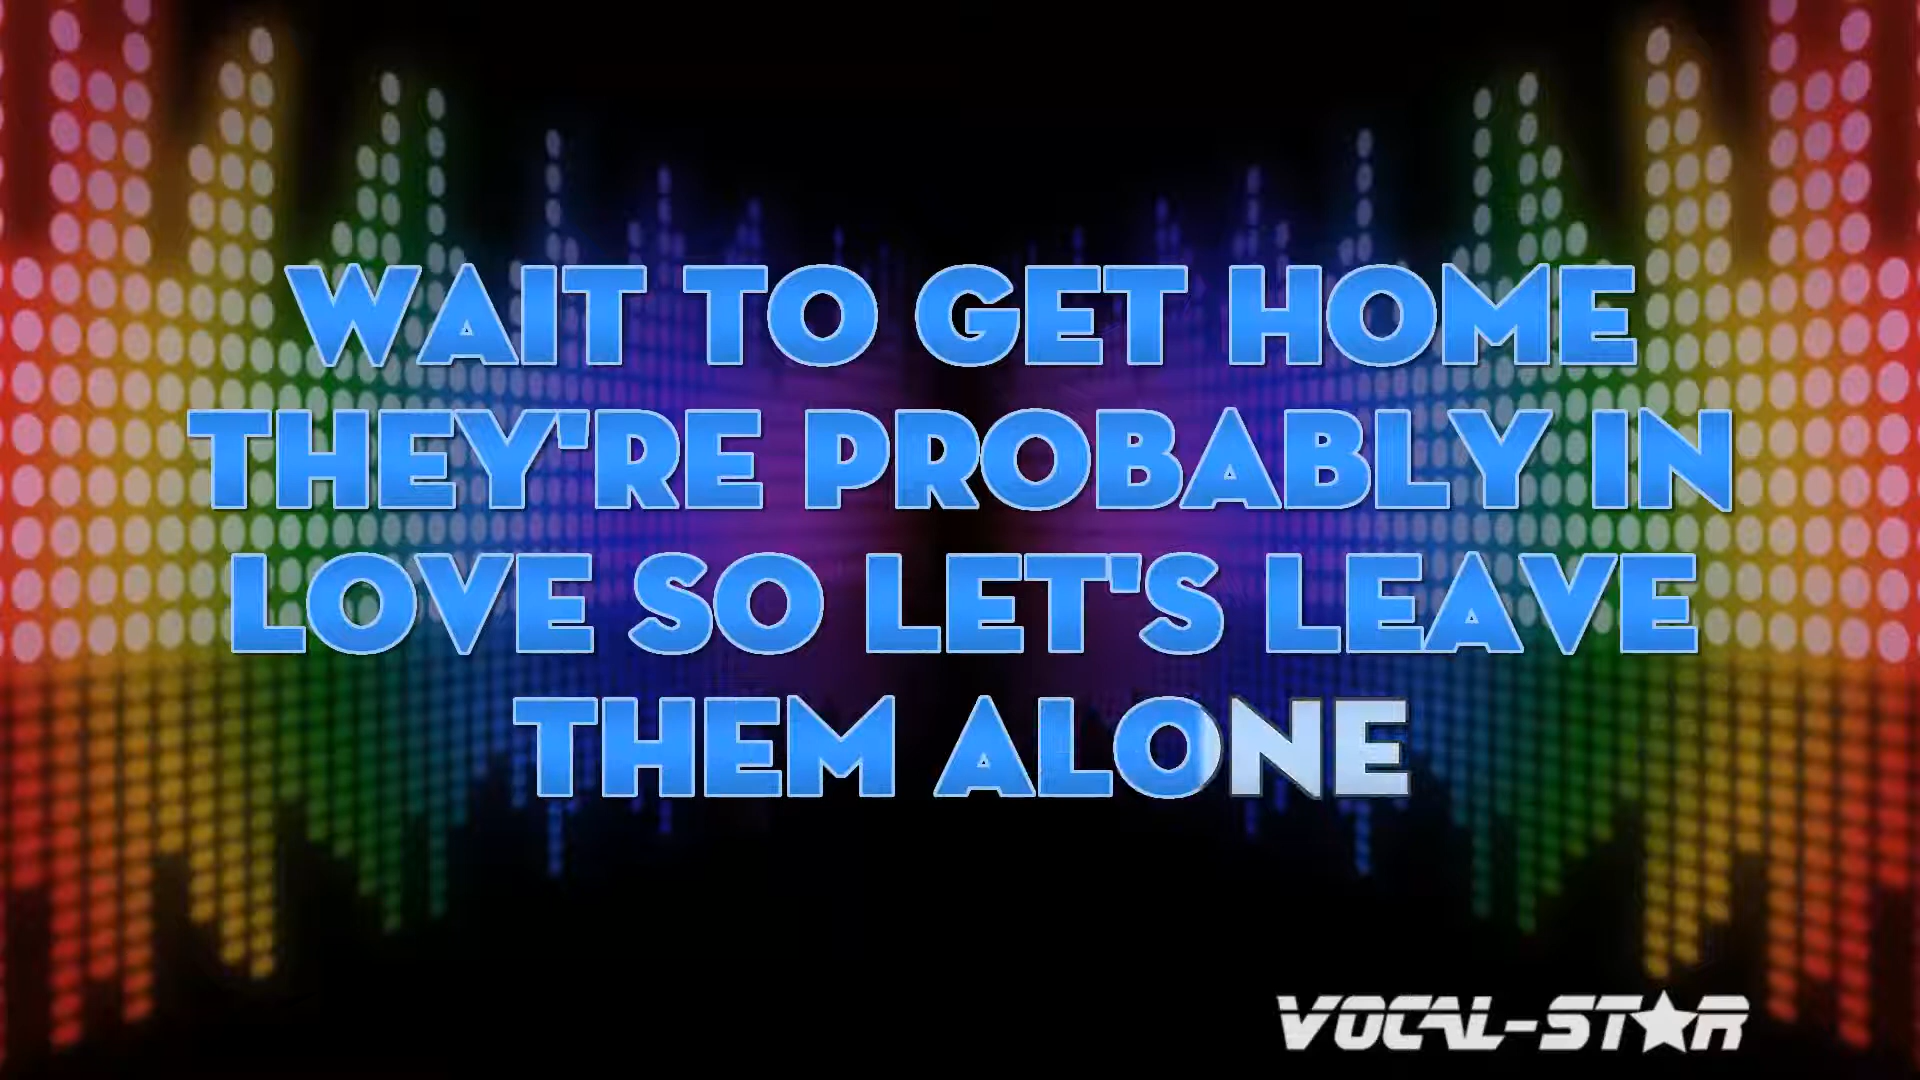 WAIT TO GET HOME
THEY'RE PROBABLY IN
LOVE SO LET'S LEAVE
THEM ALONE
VOCAL-STAR